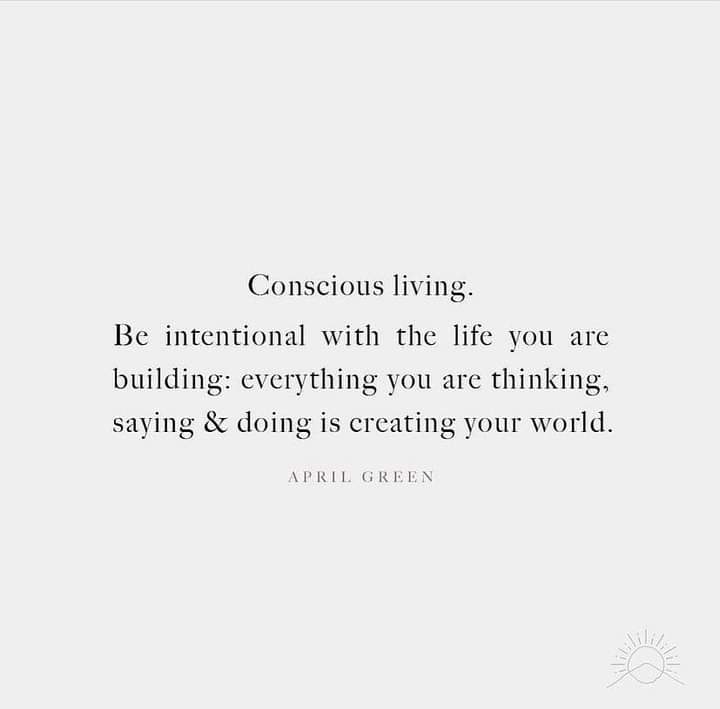 Conscious living.
Be intentional with the life you are
building: everything you are thinking,
saying & doing is creating your world.
APRIL GREEN